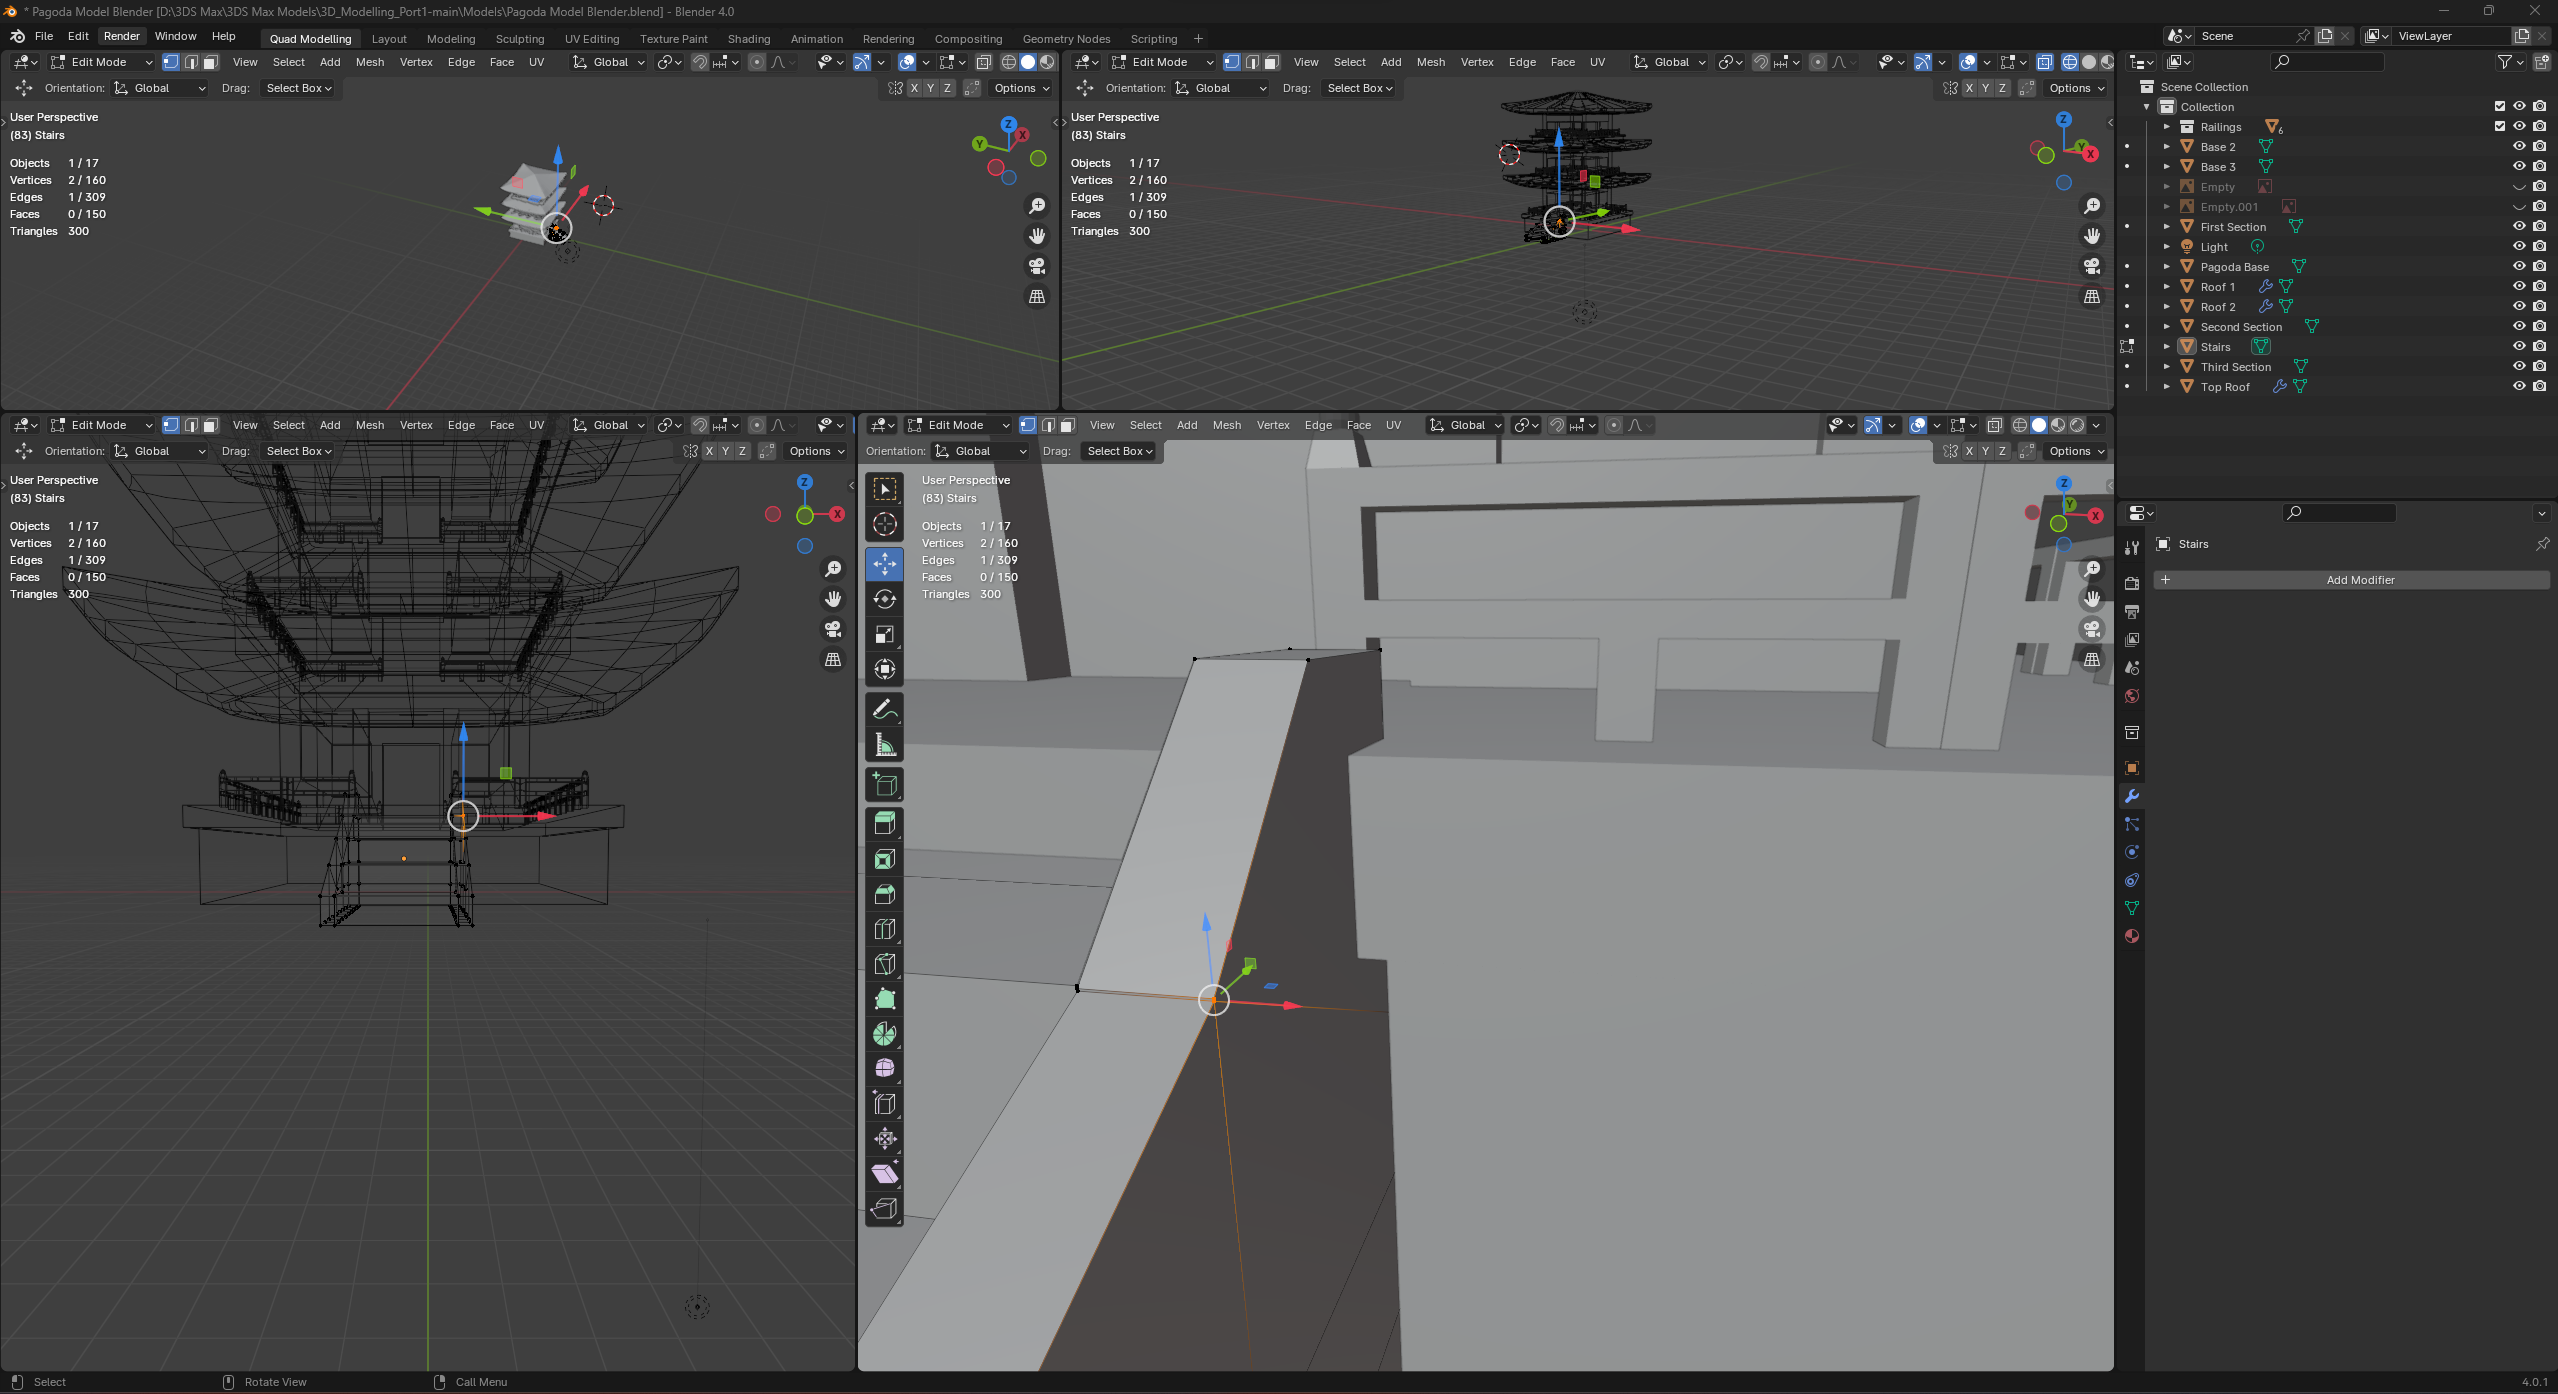 * Pagoda Model Blender [D:\3DS Max\3DS Max Models\3D_Modelling_Port1-main\Models\Pagoda Model Blender.blend] - Blender 4.0
File Edit Render Window Help Quad Modelling Layout Modeling Sculpting UV Editing Texture Paint Shading Animation Rendering Compositing Geometry Nodes Scripting + Scene ViewLayer
Edit Mode View Select Add Mesh Vertex Edge Face UV Global
Orientation: Global Drag: Select Box X Y Z Options
User Perspective
(83) Stairs
Objects 1 / 17
Vertices 2 / 160
Edges 1 / 309
Faces 0 / 150
Triangles 300
Z
X
Y
Edit Mode View Select Add Mesh Vertex Edge Face UV Global
Orientation: Global Drag: Select Box X Y Z Options
User Perspective
(83) Stairs
Objects 1 / 17
Vertices 2 / 160
Edges 1 / 309
Faces 0 / 150
Triangles 300
Z
Y
X
Edit Mode View Select Add Mesh Vertex Edge Face UV Global
Orientation: Global Drag: Select Box X Y Z Options
User Perspective
(83) Stairs
Objects 1 / 17
Vertices 2 / 160
Edges 1 / 309
Faces 0 / 150
Triangles 300
Z
X
Edit Mode View Select Add Mesh Vertex Edge Face UV Global
Orientation: Global Drag: Select Box X Y Z Options
User Perspective
(83) Stairs
Objects 1 / 17
Vertices 2 / 160
Edges 1 / 309
Faces 0 / 150
Triangles 300
Z
Y
X
Scene Collection
Collection
Railings 6
Base 2
Base 3
Empty
Empty.001
First Section
Light
Pagoda Base
Roof 1
Roof 2
Second Section
Stairs
Third Section
Top Roof
Stairs
+ Add Modifier
Select Rotate View Call Menu 4.0.1